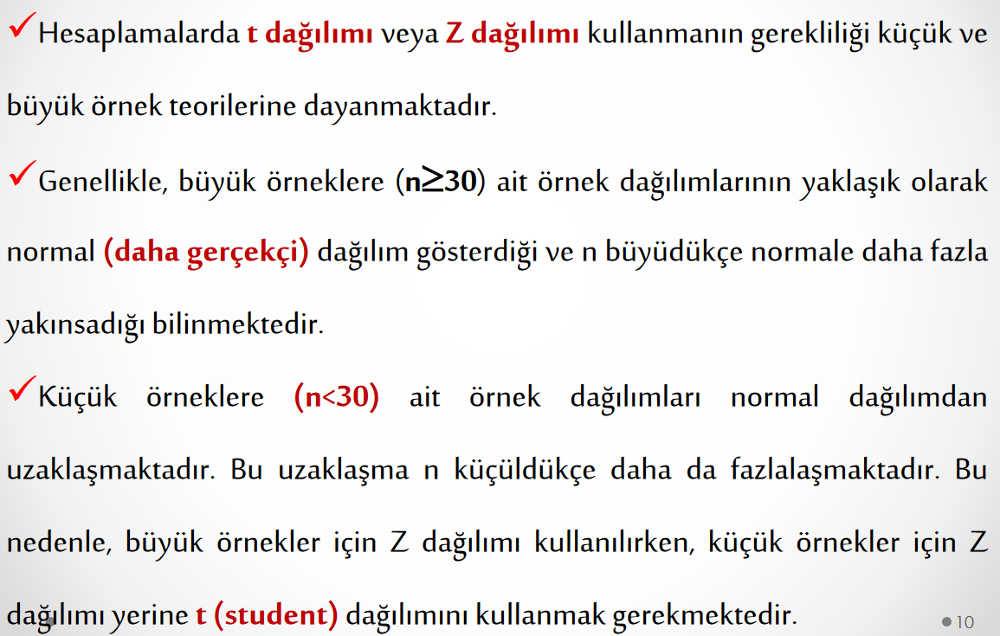 ✓Hesaplamalarda t dağılımı veya Z dağılımı kullanmanın gerekliliği küçük ve
büyük örnek teorilerine dayanmaktadır.
✓Genellikle, büyük örneklere (n≥30) ait örnek dağılımlarının yaklaşık olarak
normal (daha gerçekçi) dağılım gösterdiği ve n büyüdükçe normale daha fazla
yakınsadığı bilinmektedir.
✓Küçük örneklere (n<30) ait örnek dağılımları normal dağılımdan
uzaklaşmaktadır. Bu uzaklaşma n küçüldükçe daha da fazlalaşmaktadır. Bu
nedenle, büyük örnekler için Z dağılımı kullanılırken, küçük örnekler için Z
dağılımı yerine t (student) dağılımını kullanmak gerekmektedir.
10